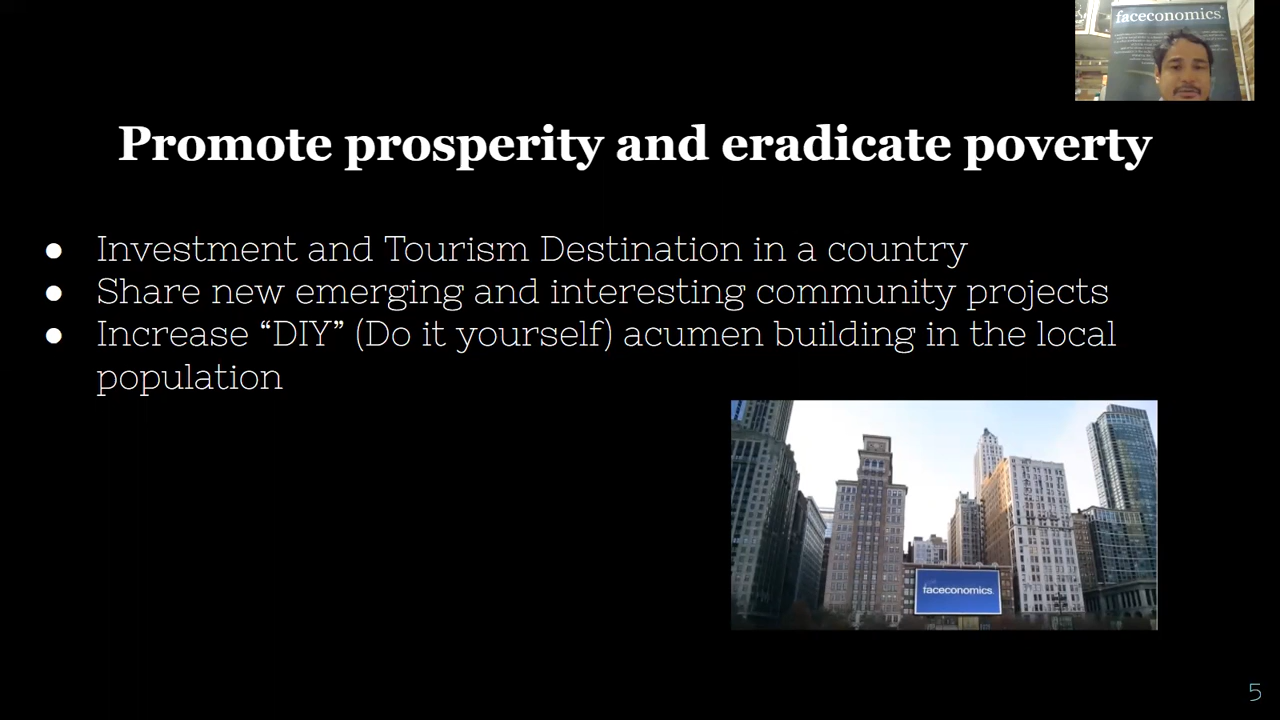 faceconomics
Promote prosperity and eradicate poverty
● Investment and Tourism Destination in a country
● Share new emerging and interesting community projects
● Increase “DIY” (Do it yourself) acumen building in the local
population
faceconomics
5